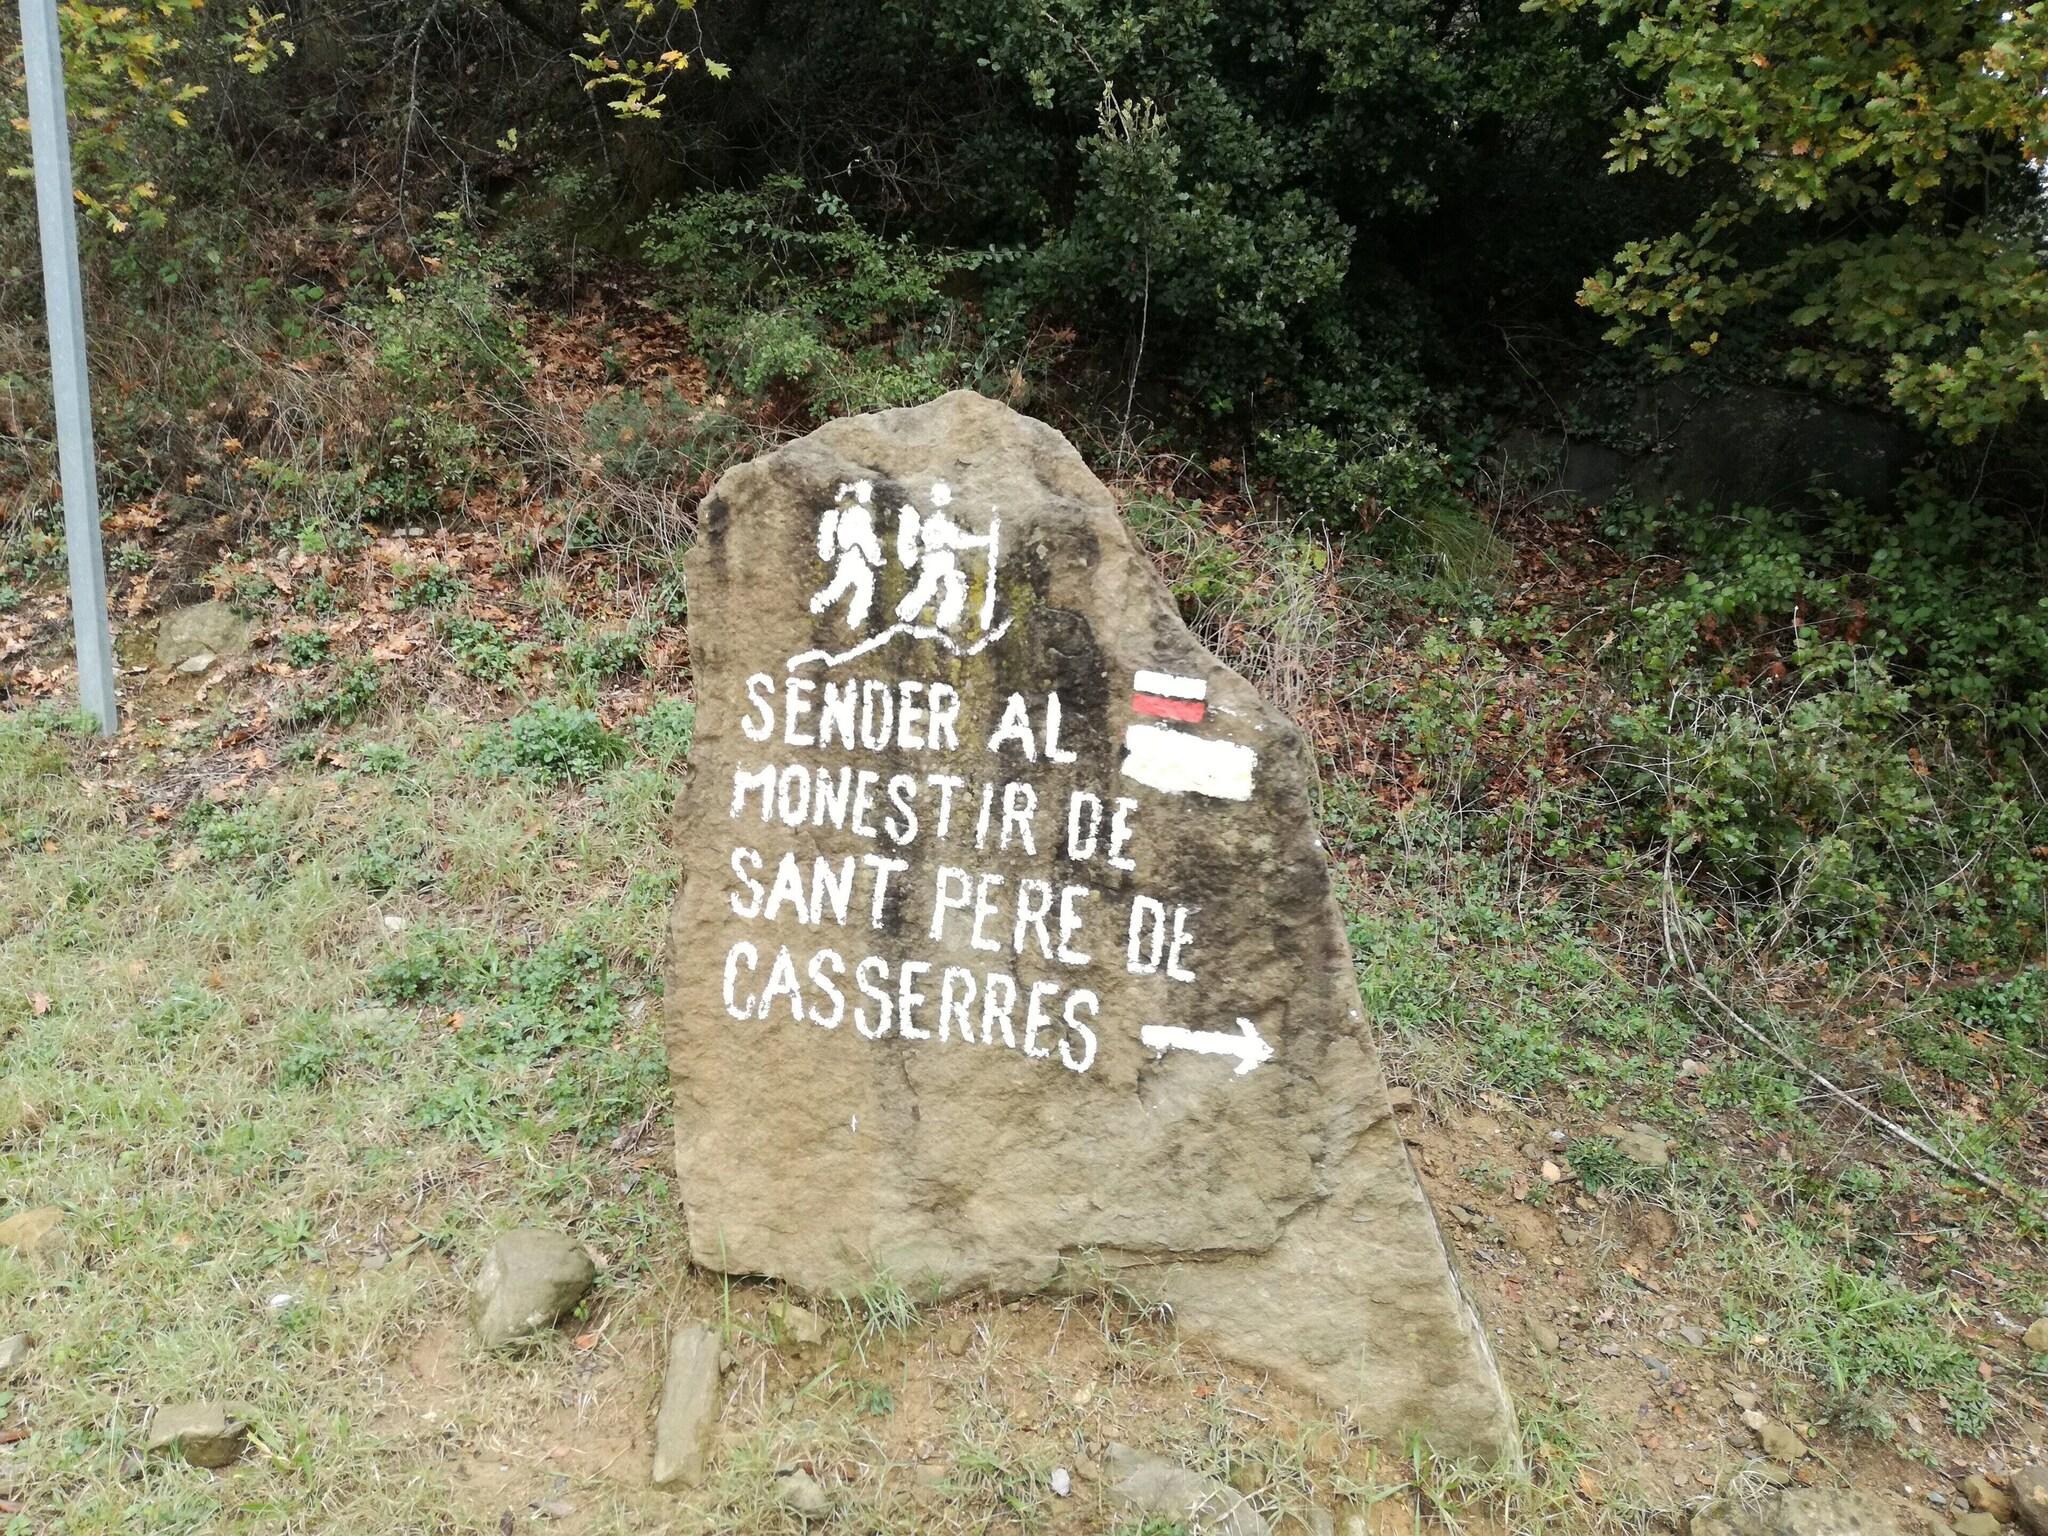 SENDER AL
MONESTIR DE
SANT PERE DE
CASSERRES